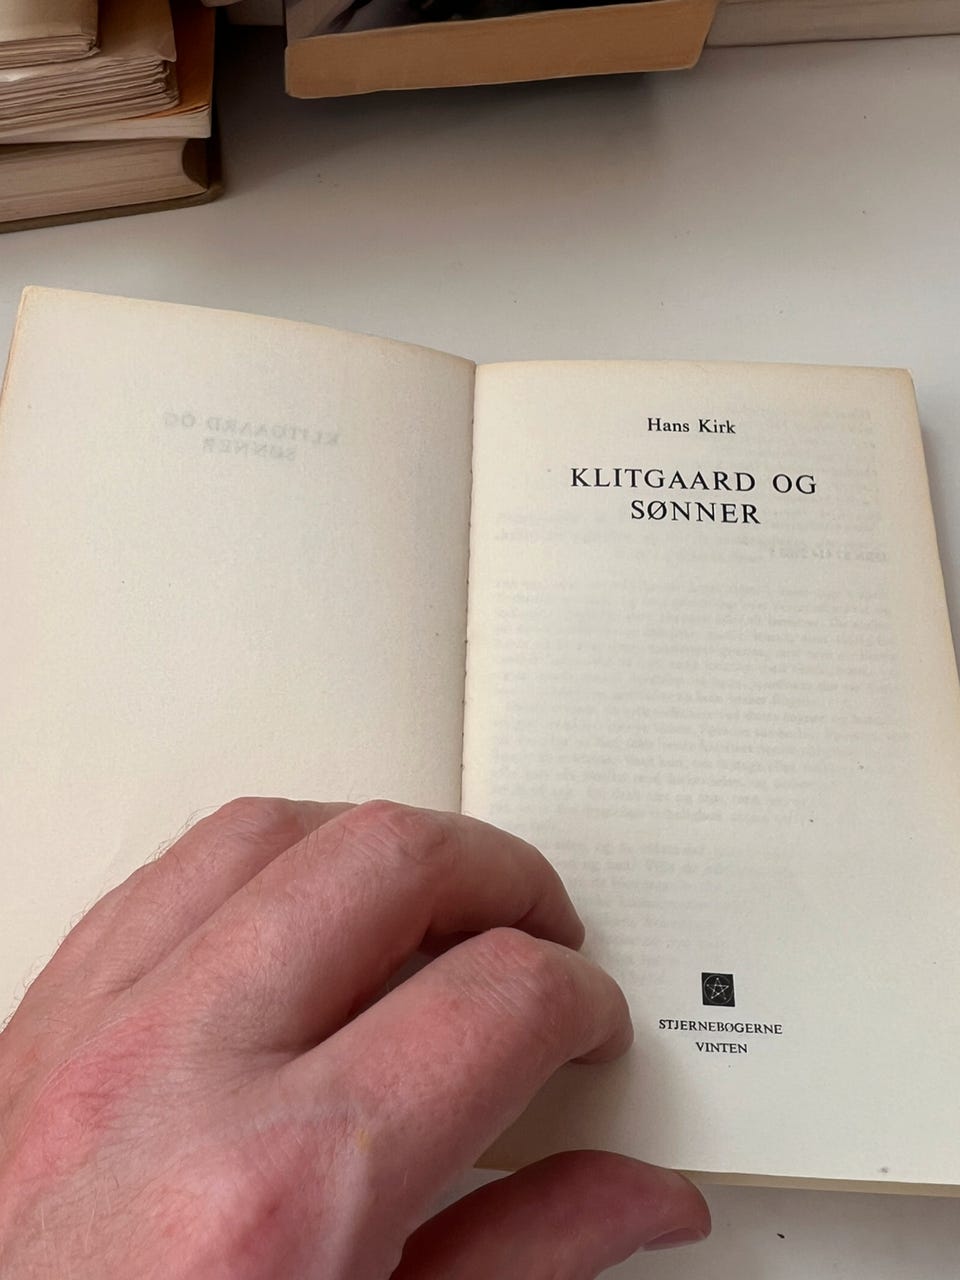 Hans Kirk
KLITGAARD OG
SØNNER
STJERNEBØGERNE
VINTEN